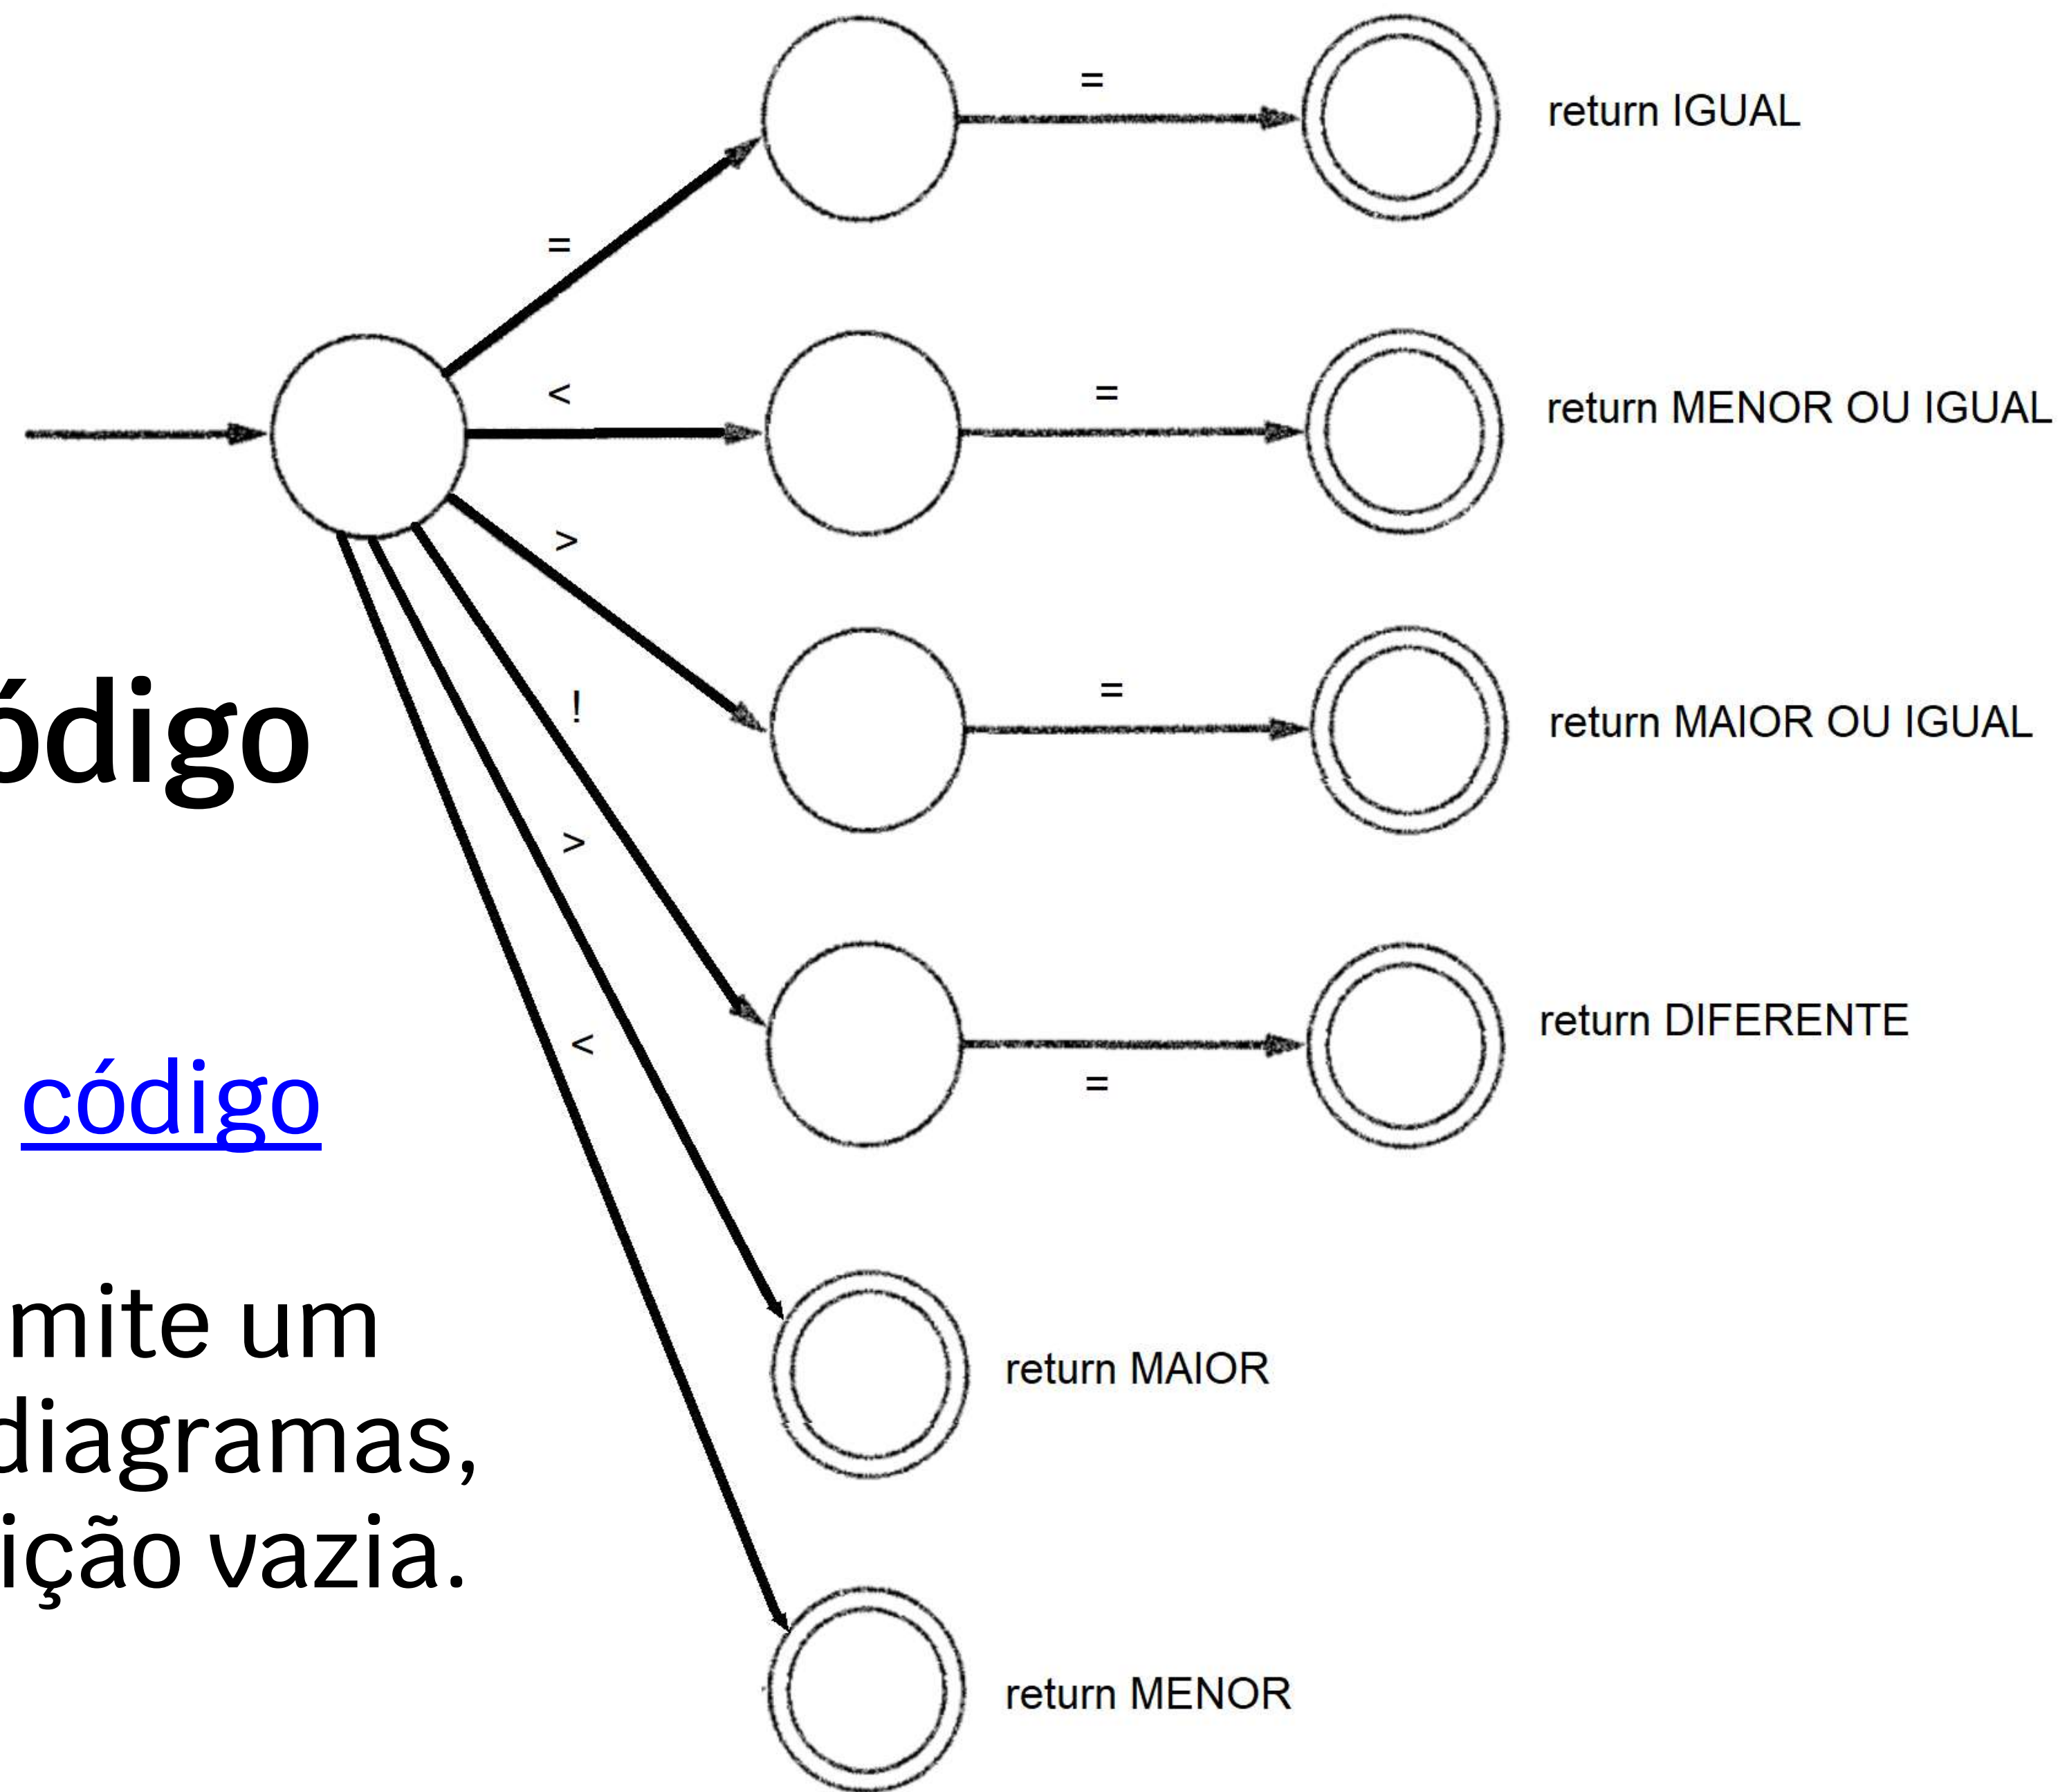 =
=
return IGUAL
<
=
return MENOR OU IGUAL
>
=
return MAIOR OU IGUAL
!
=
return DIFERENTE
>
return MAIOR
<
return MENOR
ódigo
código
mite um
diagramas,
ição vazia.